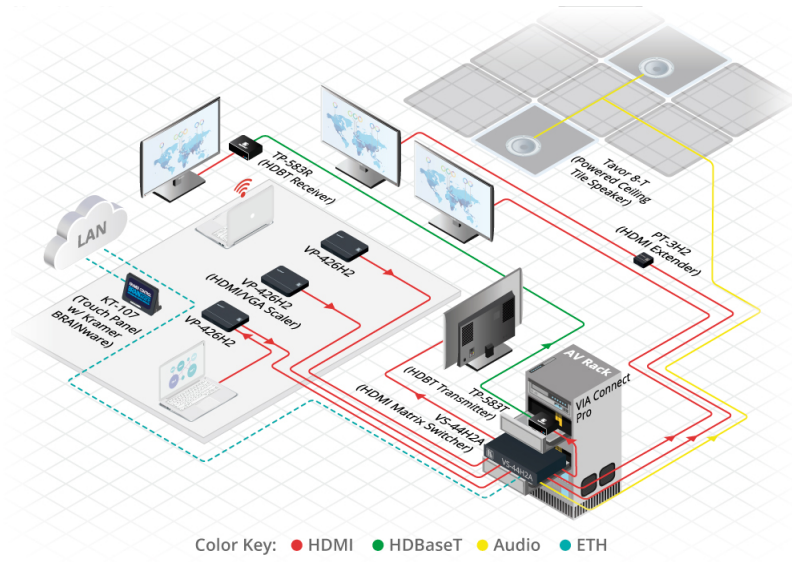 Tavor 8-T
(Powered Ceiling
Tile Speaker)
TP-583R
(HDBT Receiver)
PT-3H2
(HDMI Extender)
LAN
VP-426H2
VP-426H2
(HDMI/VGA Scaler)
VP-426H2
KT-107
(Touch Panel
w/ Kramer
BRAINware)
AV Rack
VIA Connect
Pro
TP-583T
(HDBT Transmitter)
VS-44H2A
(HDMI Matrix Switcher)
VS-44H2A
Color Key: HDMI HDBaseT Audio ETH